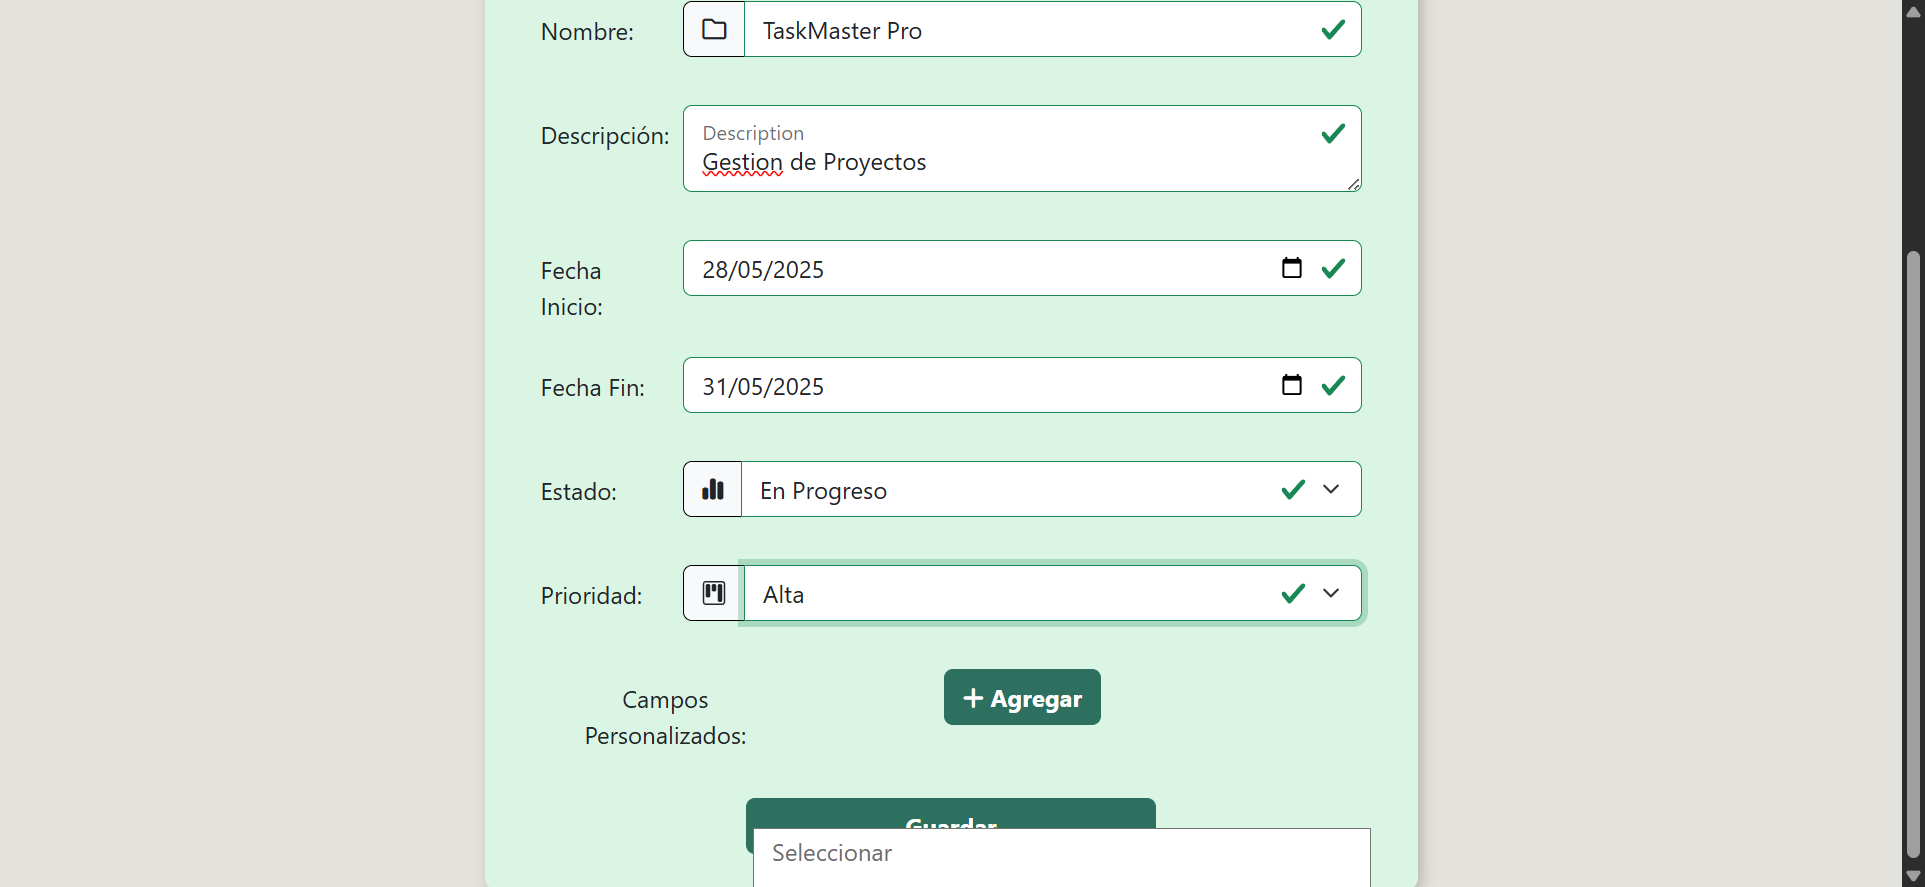 Nombre:
TaskMaster Pro
Descripción:
Description
Gestion de Proyectos
Fecha
Inicio:
28/05/2025
Fecha Fin:
31/05/2025
Estado:
En Progreso
Prioridad:
Alta
Campos
Personalizados:
+ Agregar
Guardar
Seleccionar